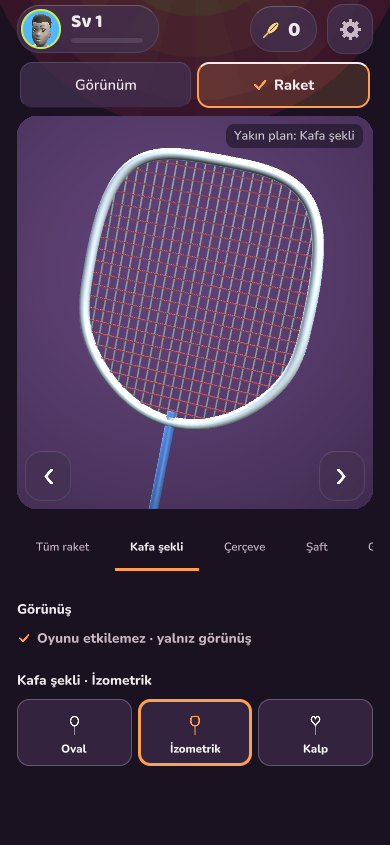 Sv 1
0
Görünüm
Raket
Yakın plan: Kafa şekli
Tüm raket
Kafa şekli
Çerçeve
Şaft
Görünüş
Oyunu etkilemez · yalnız görünüş
Kafa şekli · İzometrik
Oval
İzometrik
Kalp